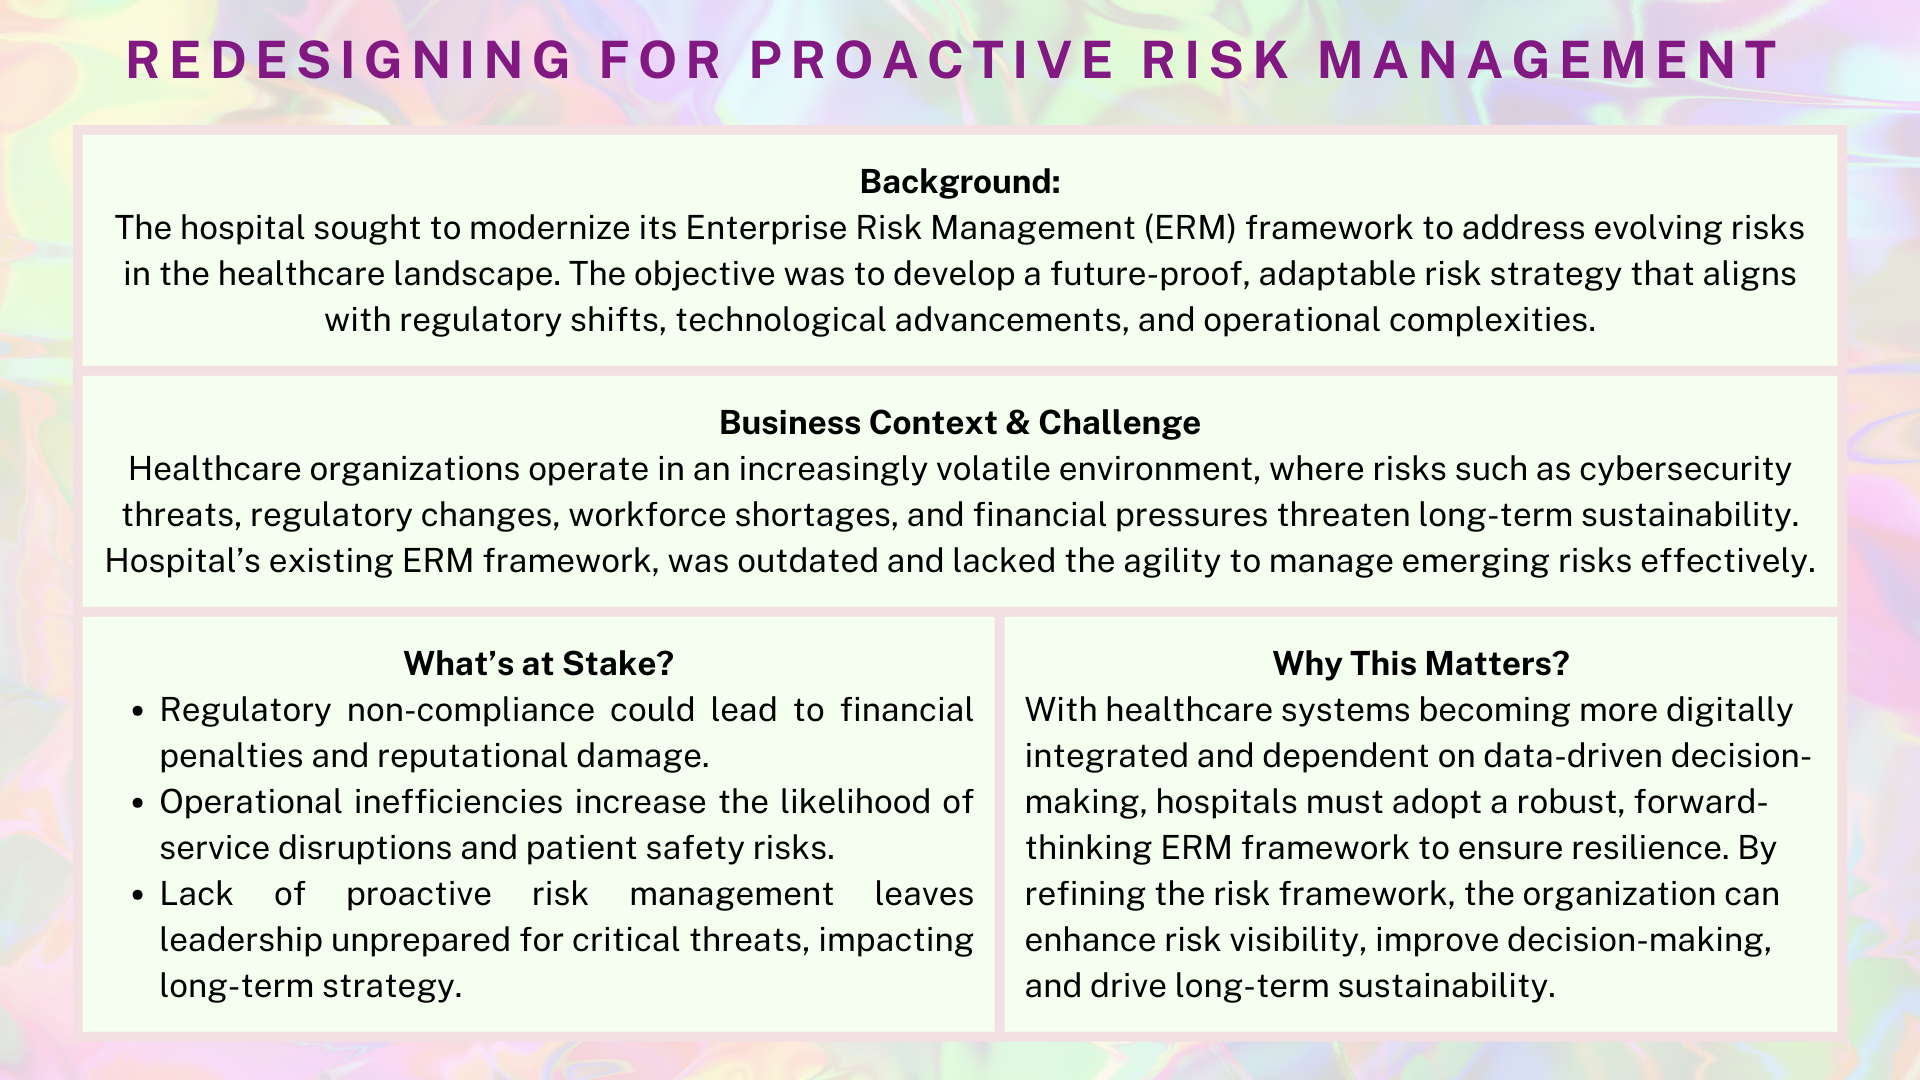 REDESIGNING FOR PROACTIVE RISK MANAGEMENT
Background:
The hospital sought to modernize its Enterprise Risk Management (ERM) framework to address evolving risks
in the healthcare landscape. The objective was to develop a future-proof, adaptable risk strategy that aligns
with regulatory shifts, technological advancements, and operational complexities.
Business Context & Challenge
Healthcare organizations operate in an increasingly volatile environment, where risks such as cybersecurity
threats, regulatory changes, workforce shortages, and financial pressures threaten long-term sustainability.
Hospital’s existing ERM framework, was outdated and lacked the agility to manage emerging risks effectively.
What’s at Stake?
• Regulatory non-compliance could lead to financial
penalties and reputational damage.
• Operational inefficiencies increase the likelihood of
service disruptions and patient safety risks.
• Lack of proactive risk management leaves
leadership unprepared for critical threats, impacting
long-term strategy.
Why This Matters?
With healthcare systems becoming more digitally
integrated and dependent on data-driven decision-
making, hospitals must adopt a robust, forward-
thinking ERM framework to ensure resilience. By
refining the risk framework, the organization can
enhance risk visibility, improve decision-making,
and drive long-term sustainability.